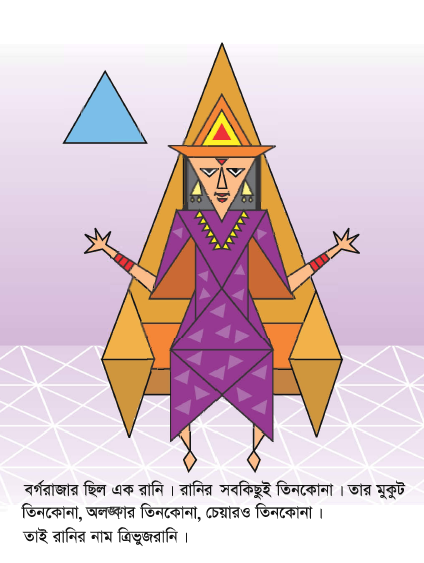 বর্গরাজার ছিল এক রানি । রানির সবকিছুই তিনকোনা । তার মুকুট
তিনকোনা, অলঙ্কার তিনকোনা, চেয়ারও তিনকোনা ।
তাই রানির নাম ত্রিভুজরানি ।